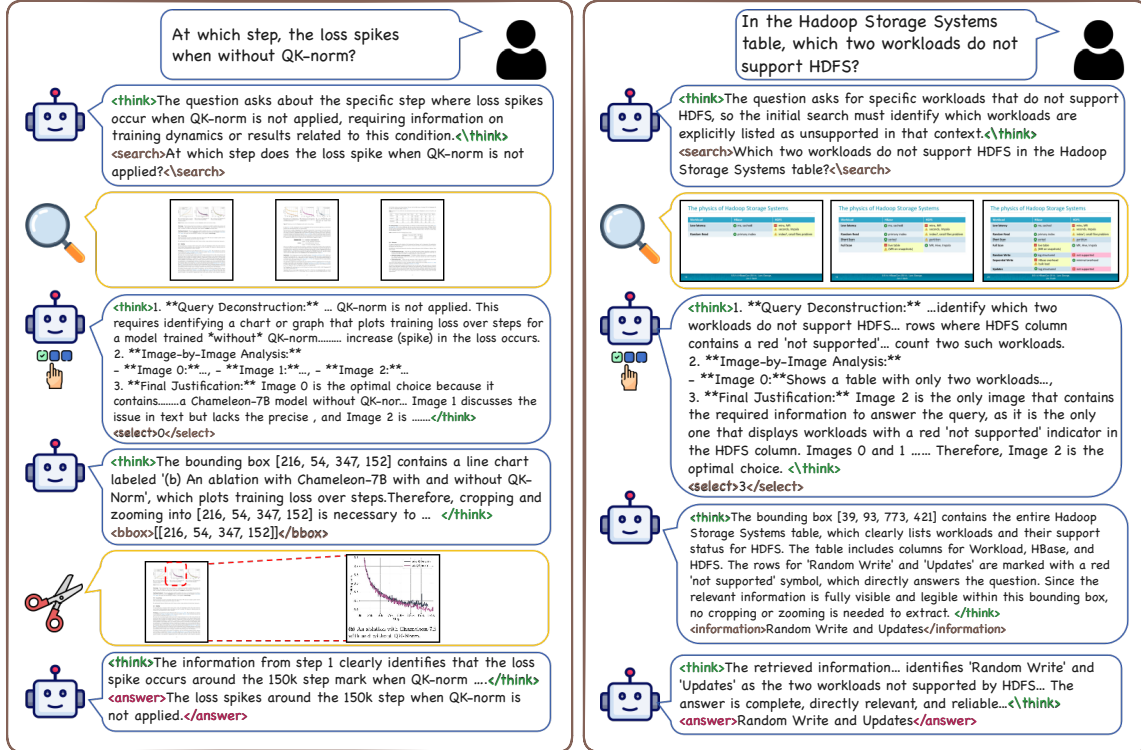 At which step, the loss spikes
when without QK-norm?
<think>The question asks about the specific step where loss spikes
occur when QK-norm is not applied, requiring information on
training dynamics or results related to this condition.<\think>
<search>At which step does the loss spike when QK-norm is not
applied?<\search>
<think>1. **Query Deconstruction:** ... QK-norm is not applied. This
requires identifying a chart or graph that plots training loss over steps for
a model trained *without* QK-norm......... increase (spike) in the loss occurs.
2. **Image-by-Image Analysis:**
- **Image 0:**..., - **Image 1:**..., - **Image 2:**...
3. **Final Justification:** Image 0 is the optimal choice because it
contains........a Chameleon-7B model without QK-nor... Image 1 discusses the
issue in text but lacks the precise , and Image 2 is .......</think>
<select>0</select>
<think>The bounding box [216, 54, 347, 152] contains a line chart
labeled '(b) An ablation with Chameleon-7B with and without QK-
Norm', which plots training loss over steps.Therefore, cropping and
zooming into [216, 54, 347, 152] is necessary to ... </think>
<bbox>[[216, 54, 347, 152]]</bbox>
(b) An ablation with Chameleon-7B
with and without QK-Norm.
<think>The information from step 1 clearly identifies that the loss
spike occurs around the 150k step mark when QK-norm ....</think>
<answer>The loss spikes around the 150k step when QK-norm is
not applied.</answer>
In the Hadoop Storage Systems
table, which two workloads do not
support HDFS?
<think>The question asks for specific workloads that do not support
HDFS, so the initial search must identify which workloads are
explicitly listed as unsupported in that context.<\think>
<search>Which two workloads do not support HDFS in the Hadoop
Storage Systems table?<\search>
The physics of Hadoop Storage Systems
The physics of Hadoop Storage Systems
The physics of Hadoop Storage Systems
<think>1. **Query Deconstruction:** ...identify which two
workloads do not support HDFS... rows where HDFS column
contains a red 'not supported'... count two such workloads.
2. **Image-by-Image Analysis:**
- **Image 0:**Shows a table with only two workloads...,
3. **Final Justification:** Image 2 is the only image that contains
the required information to answer the query, as it is the only
one that displays workloads with a red 'not supported' indicator in
the HDFS column. Images 0 and 1 ...... Therefore, Image 2 is the
optimal choice. <\think>
<select>3</select>
<think>The bounding box [39, 93, 773, 421] contains the entire Hadoop
Storage Systems table, which clearly lists workloads and their support
status for HDFS. The table includes columns for Workload, HBase, and
HDFS. The rows for 'Random Write' and 'Updates' are marked with a red
'not supported' symbol, which directly answers the question. Since the
relevant information is fully visible and legible within this bounding box,
no cropping or zooming is needed to extract. </think>
<information>Random Write and Updates</information>
<think>The retrieved information... identifies 'Random Write' and
'Updates' as the two workloads not supported by HDFS... The
answer is complete, directly relevant, and reliable...<\think>
<answer>Random Write and Updates</answer>